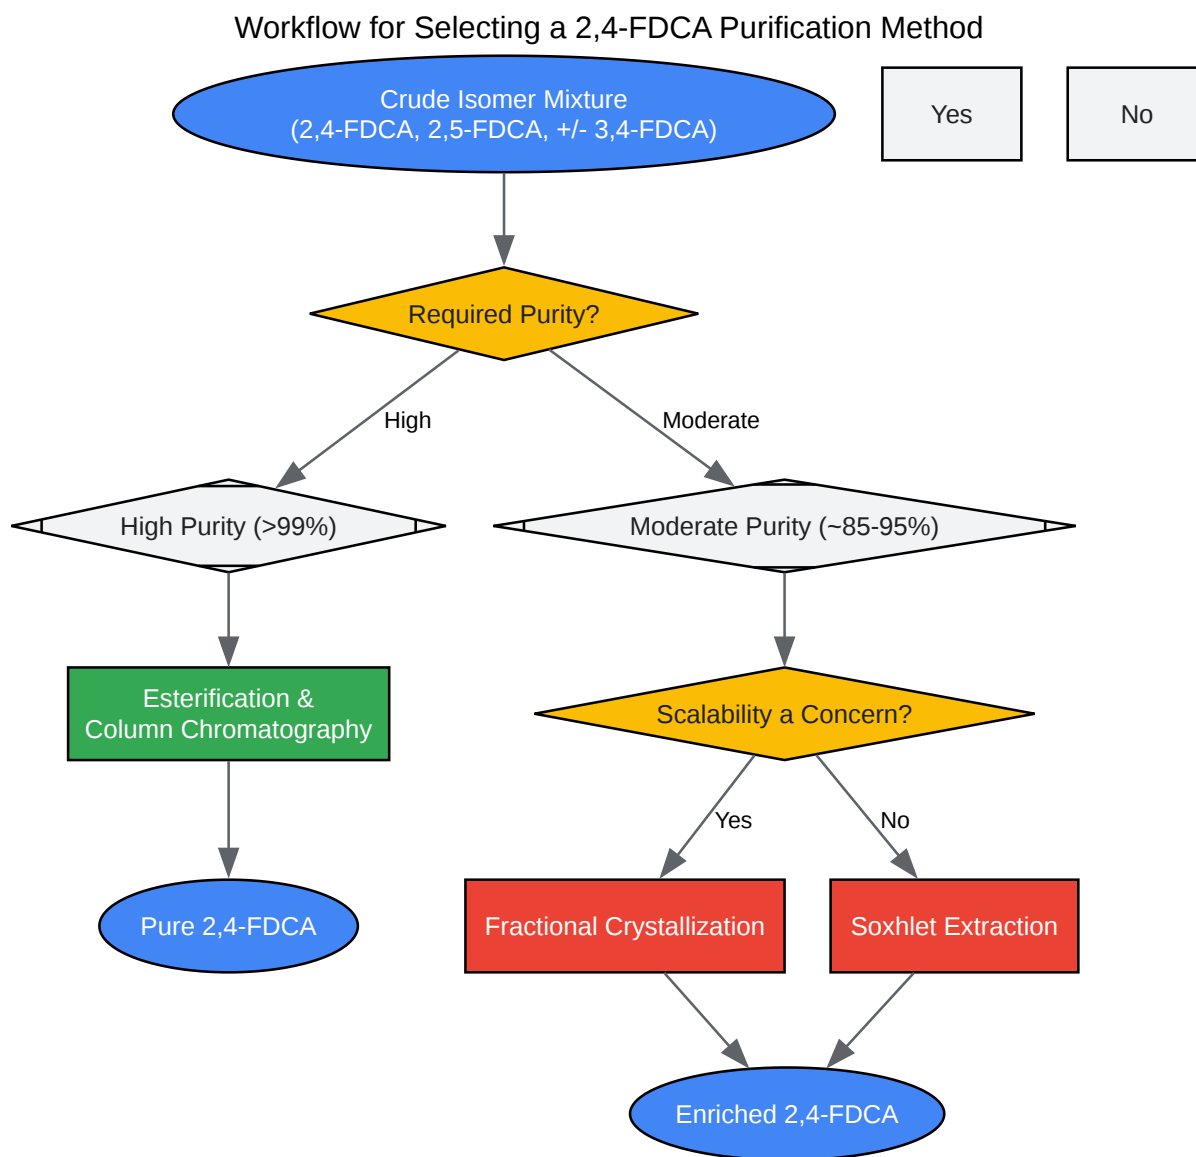 Workflow for Selecting a 2,4-FDCA Purification Method
Crude Isomer Mixture
(2,4-FDCA, 2,5-FDCA, +/- 3,4-FDCA)
Yes
No
Required Purity?
High
Moderate
High Purity (>99%)
Moderate Purity (~85-95%)
Esterification &
Column Chromatography
Scalability a Concern?
Yes
No
Pure 2,4-FDCA
Fractional Crystallization
Soxhlet Extraction
Enriched 2,4-FDCA